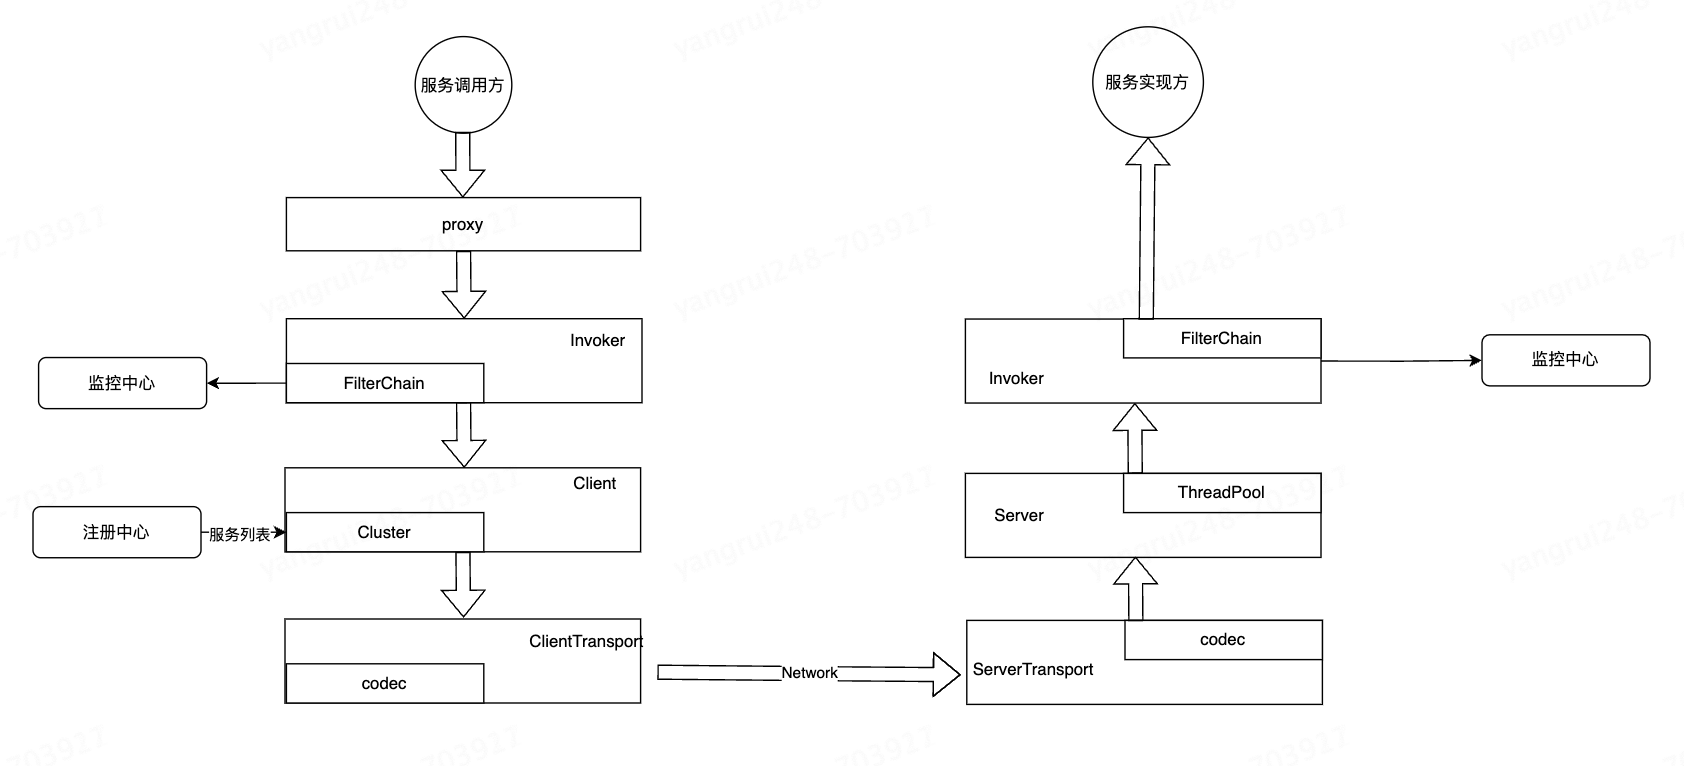 服务调用方
proxy
Invoker
FilterChain
监控中心
Client
Cluster
注册中心
服务列表
ClientTransport
codec
Network
服务实现方
FilterChain
Invoker
监控中心
ThreadPool
Server
codec
ServerTransport
yangrui248-703917